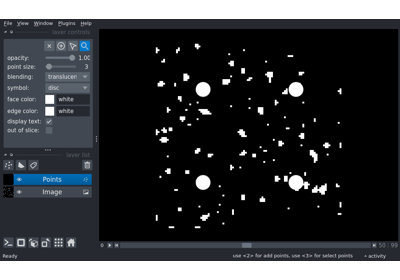 File View Window Plugins Help
layer controls
opacity: 1.00
point size: 3
blending: translucen
symbol: disc
face color: white
edge color: white
display text:
out of slice:
layer list
Points
Image
0 50 99
Ready use <2> for add points, use <3> for select points activity